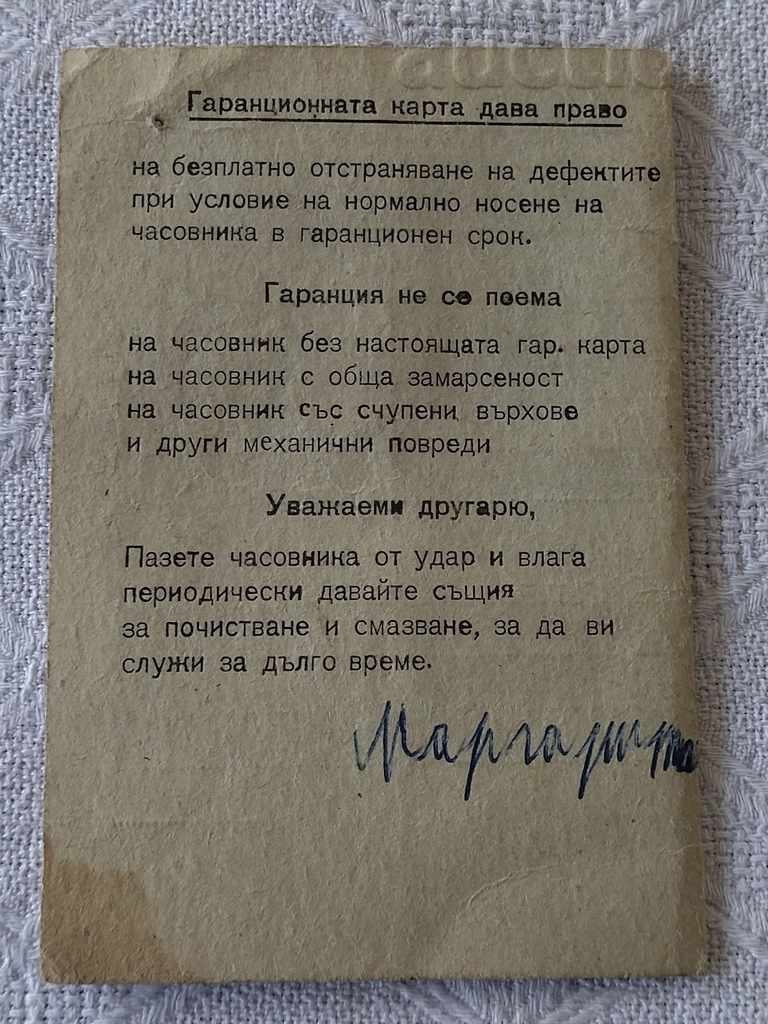 Гаранционната карта дава право
на безплатно отстраняване на дефектите
при условие на нормално носене на
часовника в гаранционен срок.
Гаранция не се поема
на часовник без настоящата гар. карта
на часовник с обща замарсеност
на часовник със счупени върхове
и други механични повреди
Уважаеми другарю,
Пазете часовника от удар и влага
периодически давайте същия
за почистване и смазване, за да ви
служи за дълго време.
Маргарита